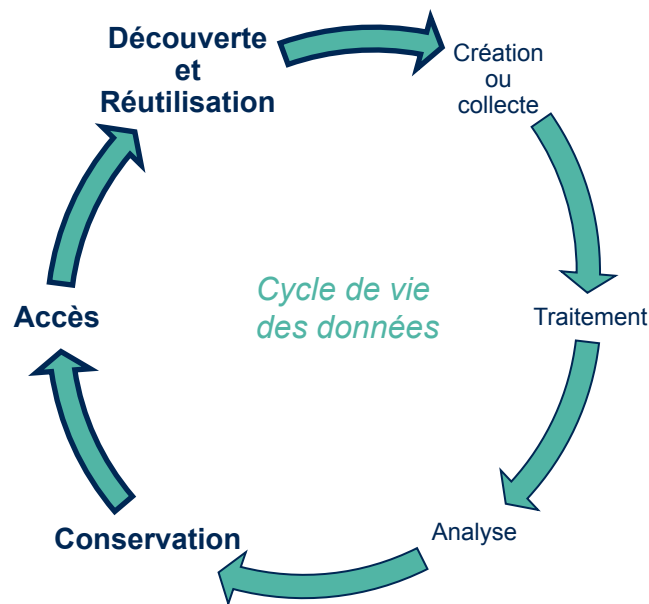 Découverte
et
Réutilisation
Création
ou
collecte
Traitement
Analyse
Conservation
Accès
Cycle de vie
des données